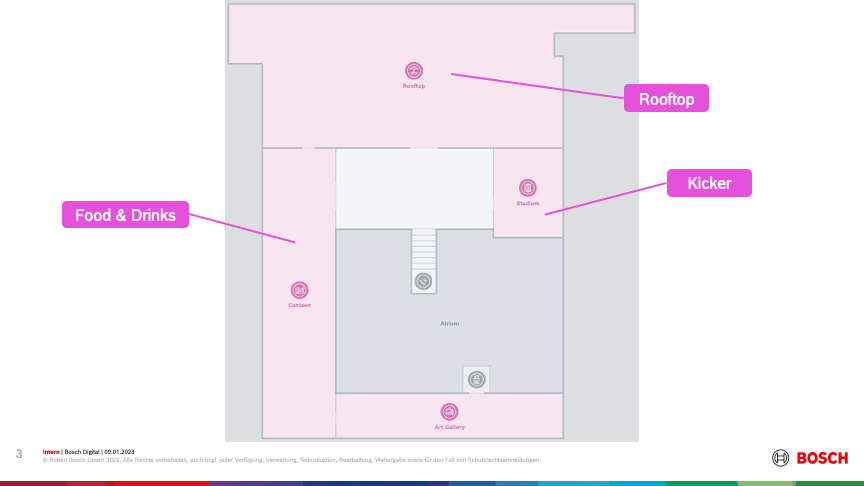 Rooftop
Rooftop
Kicker
Stadium
Food & Drinks
Canteen
Atrium
Art Gallery
3
Intern | Bosch Digital | 09.01.2023
© Robert Bosch GmbH 2022. Alle Rechte vorbehalten, auch bzgl. jeder Verfügung, Verwertung, Reproduktion, Bearbeitung, Weitergabe sowie für den Fall von Schutzrechtsanmeldungen.
BOSCH